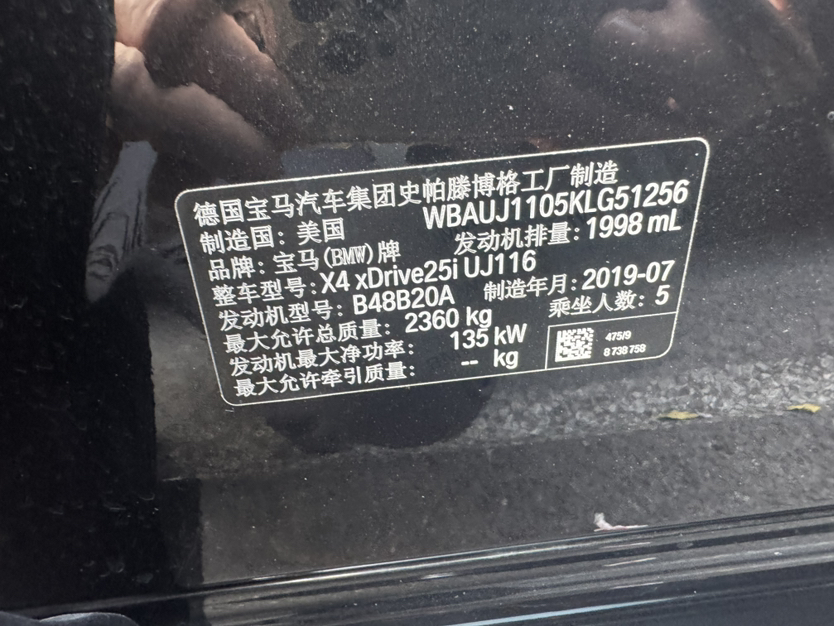 德国宝马汽车集团史帕滕博格工厂制造
制造国：美国 WBAUJ1105KLG51256
品牌：宝马(BMW)牌 发动机排量：1998 mL
整车型号：X4 xDrive25i UJ116
发动机型号：B48B20A 制造年月：2019-07
最大允许总质量：2360 kg 乘坐人数：5
发动机最大净功率：135 kW
最大允许牵引质量：-- kg
475/9
8 738 758